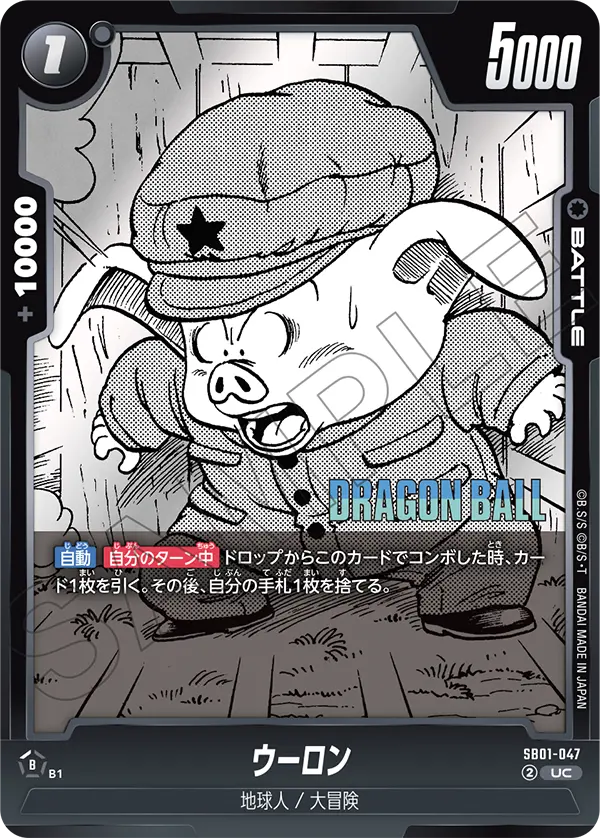 1
5000
+ 10000
BATTLE
SAMPLE
DRAGON BALL
自動 自分のターン中 ドロップからこのカードでコンボした時、カー
ド1枚を引く。その後、自分の手札1枚を捨てる。
©B.S/S ©B/S・T BANDAI MADE IN JAPAN
ウーロン
SB01-047
B B1
② UC
地球人 / 大冒険